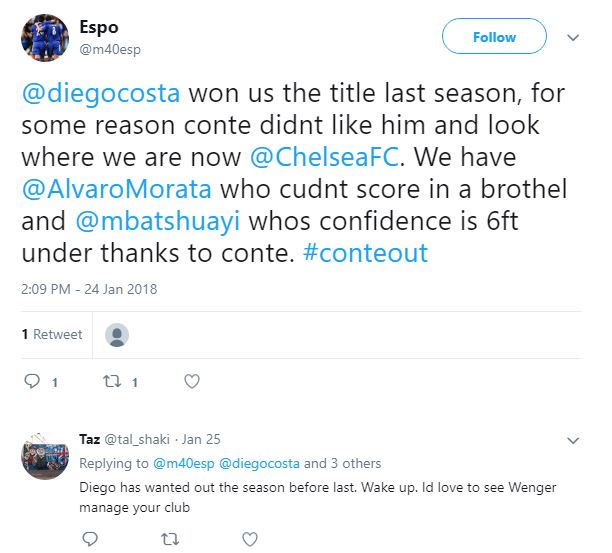 Espo
@m40esp
Follow
@diegocosta won us the title last season, for
some reason conte didnt like him and look
where we are now @ChelseaFC. We have
@AlvaroMorata who cudnt score in a brothel
and @mbatshuayi whos confidence is 6ft
under thanks to conte. #conteout
2:09 PM - 24 Jan 2018
1 Retweet
1 1
Taz @tal_shaki · Jan 25
Replying to @m40esp @diegocosta and 3 others
Diego has wanted out the season before last. Wake up. Id love to see Wenger
manage your club